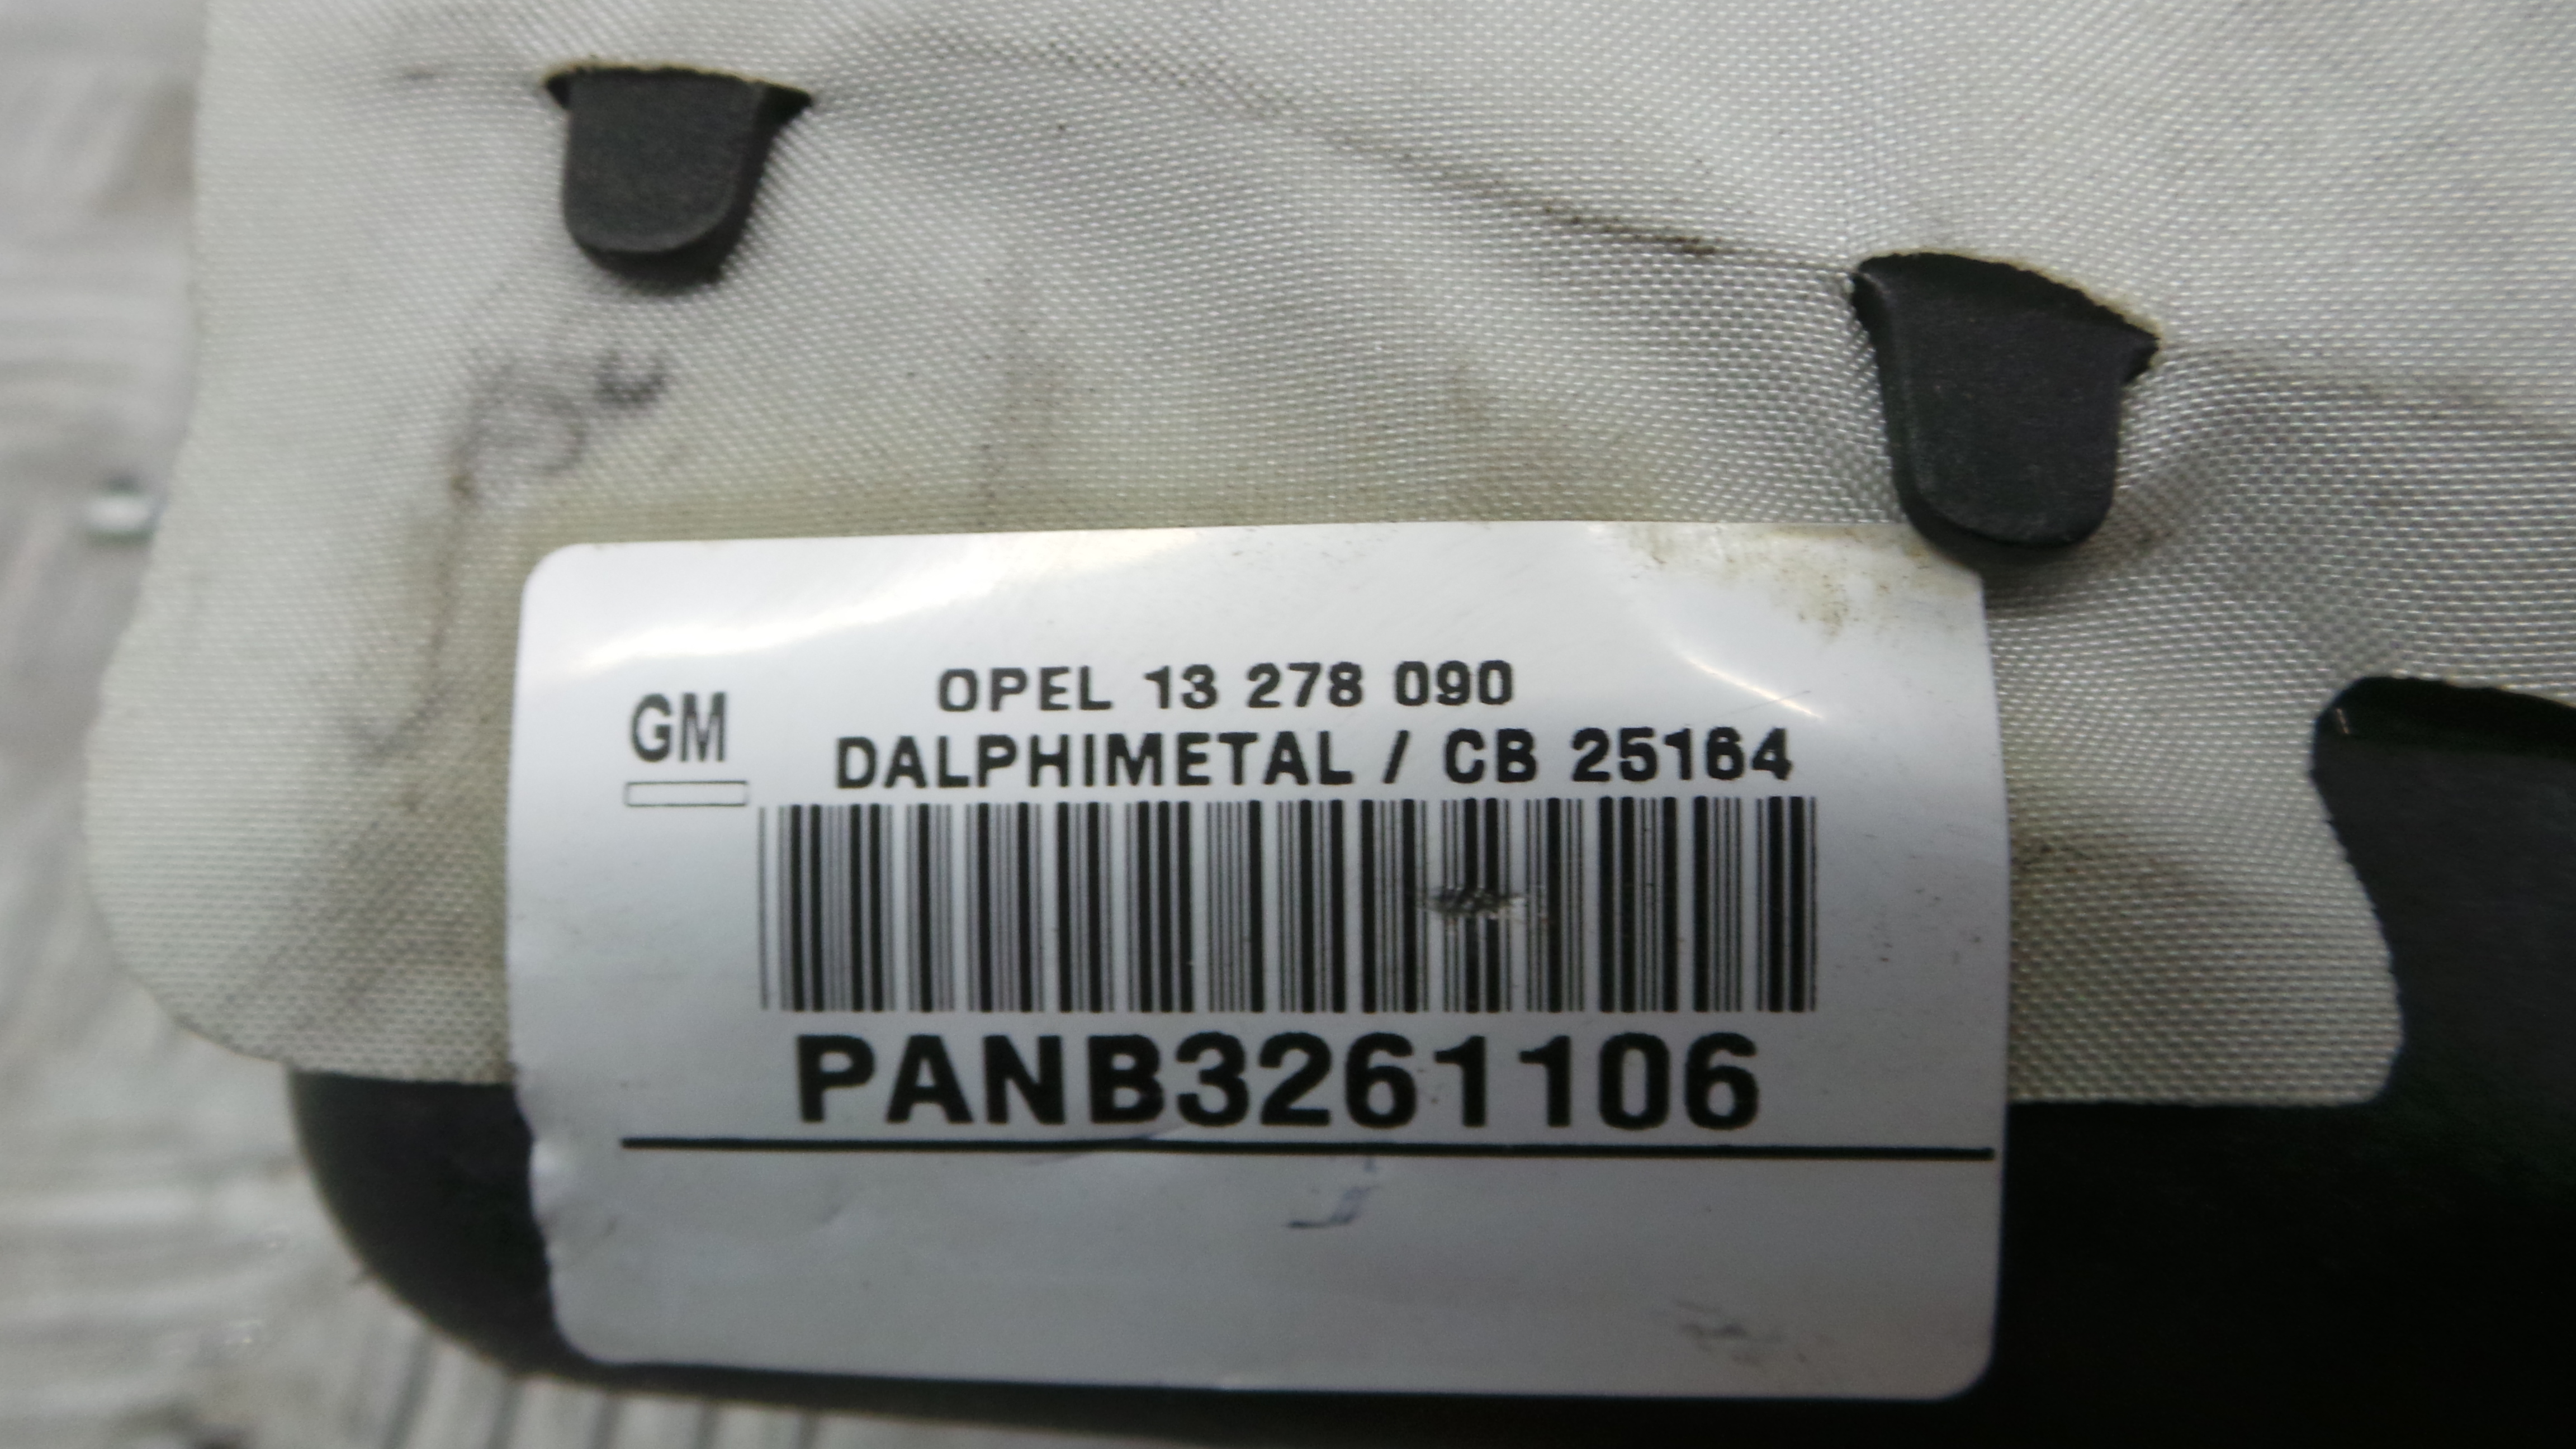 OPEL 13 278 090
GM
DALPHIMETAL / CB 25164
PANB3261106